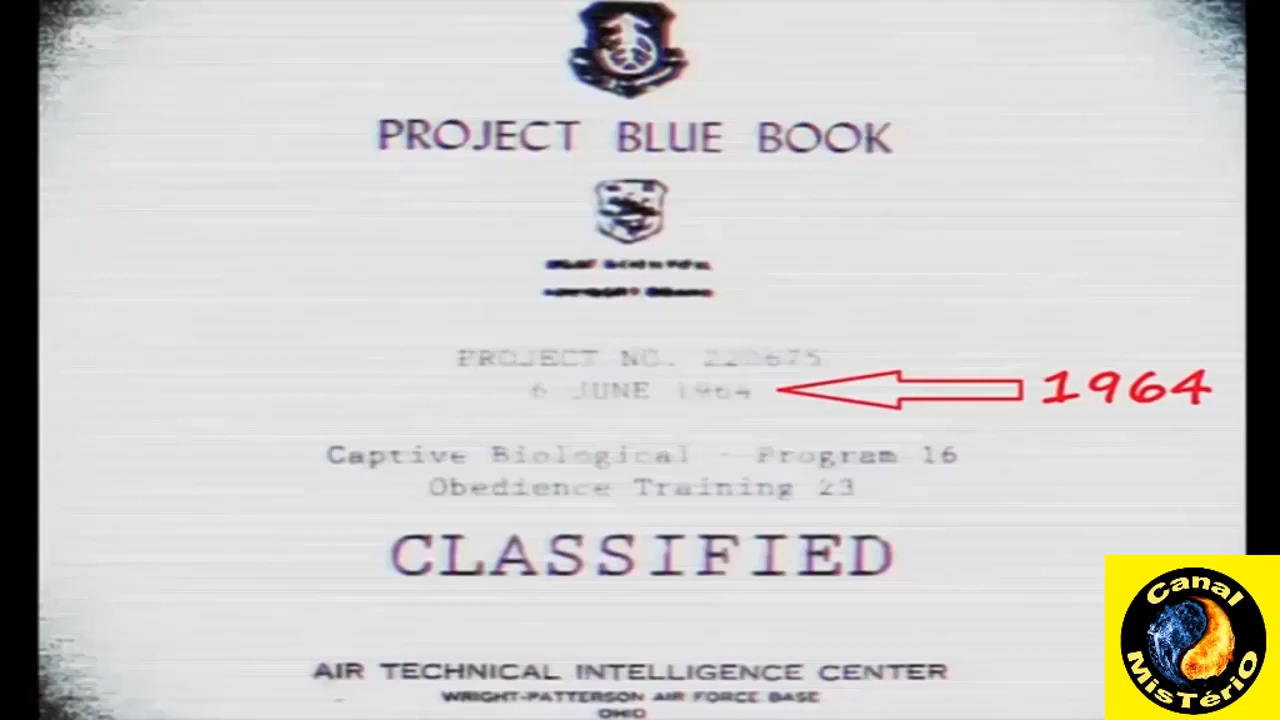 PROJECT BLUE BOOK
PROJECT NO. 220675
6 JUNE 1964
1964
Captive Biological - Program 16
Obedience Training 23
CLASSIFIED
AIR TECHNICAL INTELLIGENCE CENTER
WRIGHT-PATTERSON AIR FORCE BASE
OHIO
Canal
MisTériO